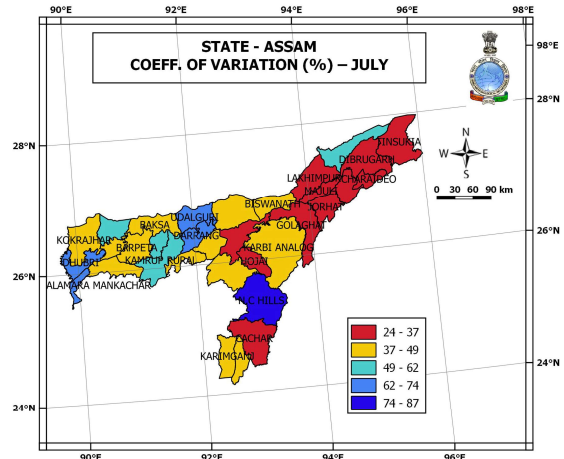 90°E 92°E 94°E 96°E 98°E
STATE - ASSAM
COEFF. OF VARIATION (%) – JULY
98°E
28°N
28°N
N
W E
S
TINSUKIA
DIBRUGARH
LAKHIMPUR
CHARAIDEO
MAJULI
JORHAT
0 30 60 90 km
BISWANATH
UDALGURI
BAKSA
GOLAGHAT
26°N
KOKRAJHAR
DARRANG
BARPETA
KARBI ANALOG
DHUBRI
KAMRUP RURAL
HOJAI
26°N
ALAMARA MANKACHAR
N.C HILLS
24 - 37
CACHAR
37 - 49
KARIMGANJ
49 - 62
24°N
62 - 74
74 - 87
24°N
90°E 92°E 94°E 96°E